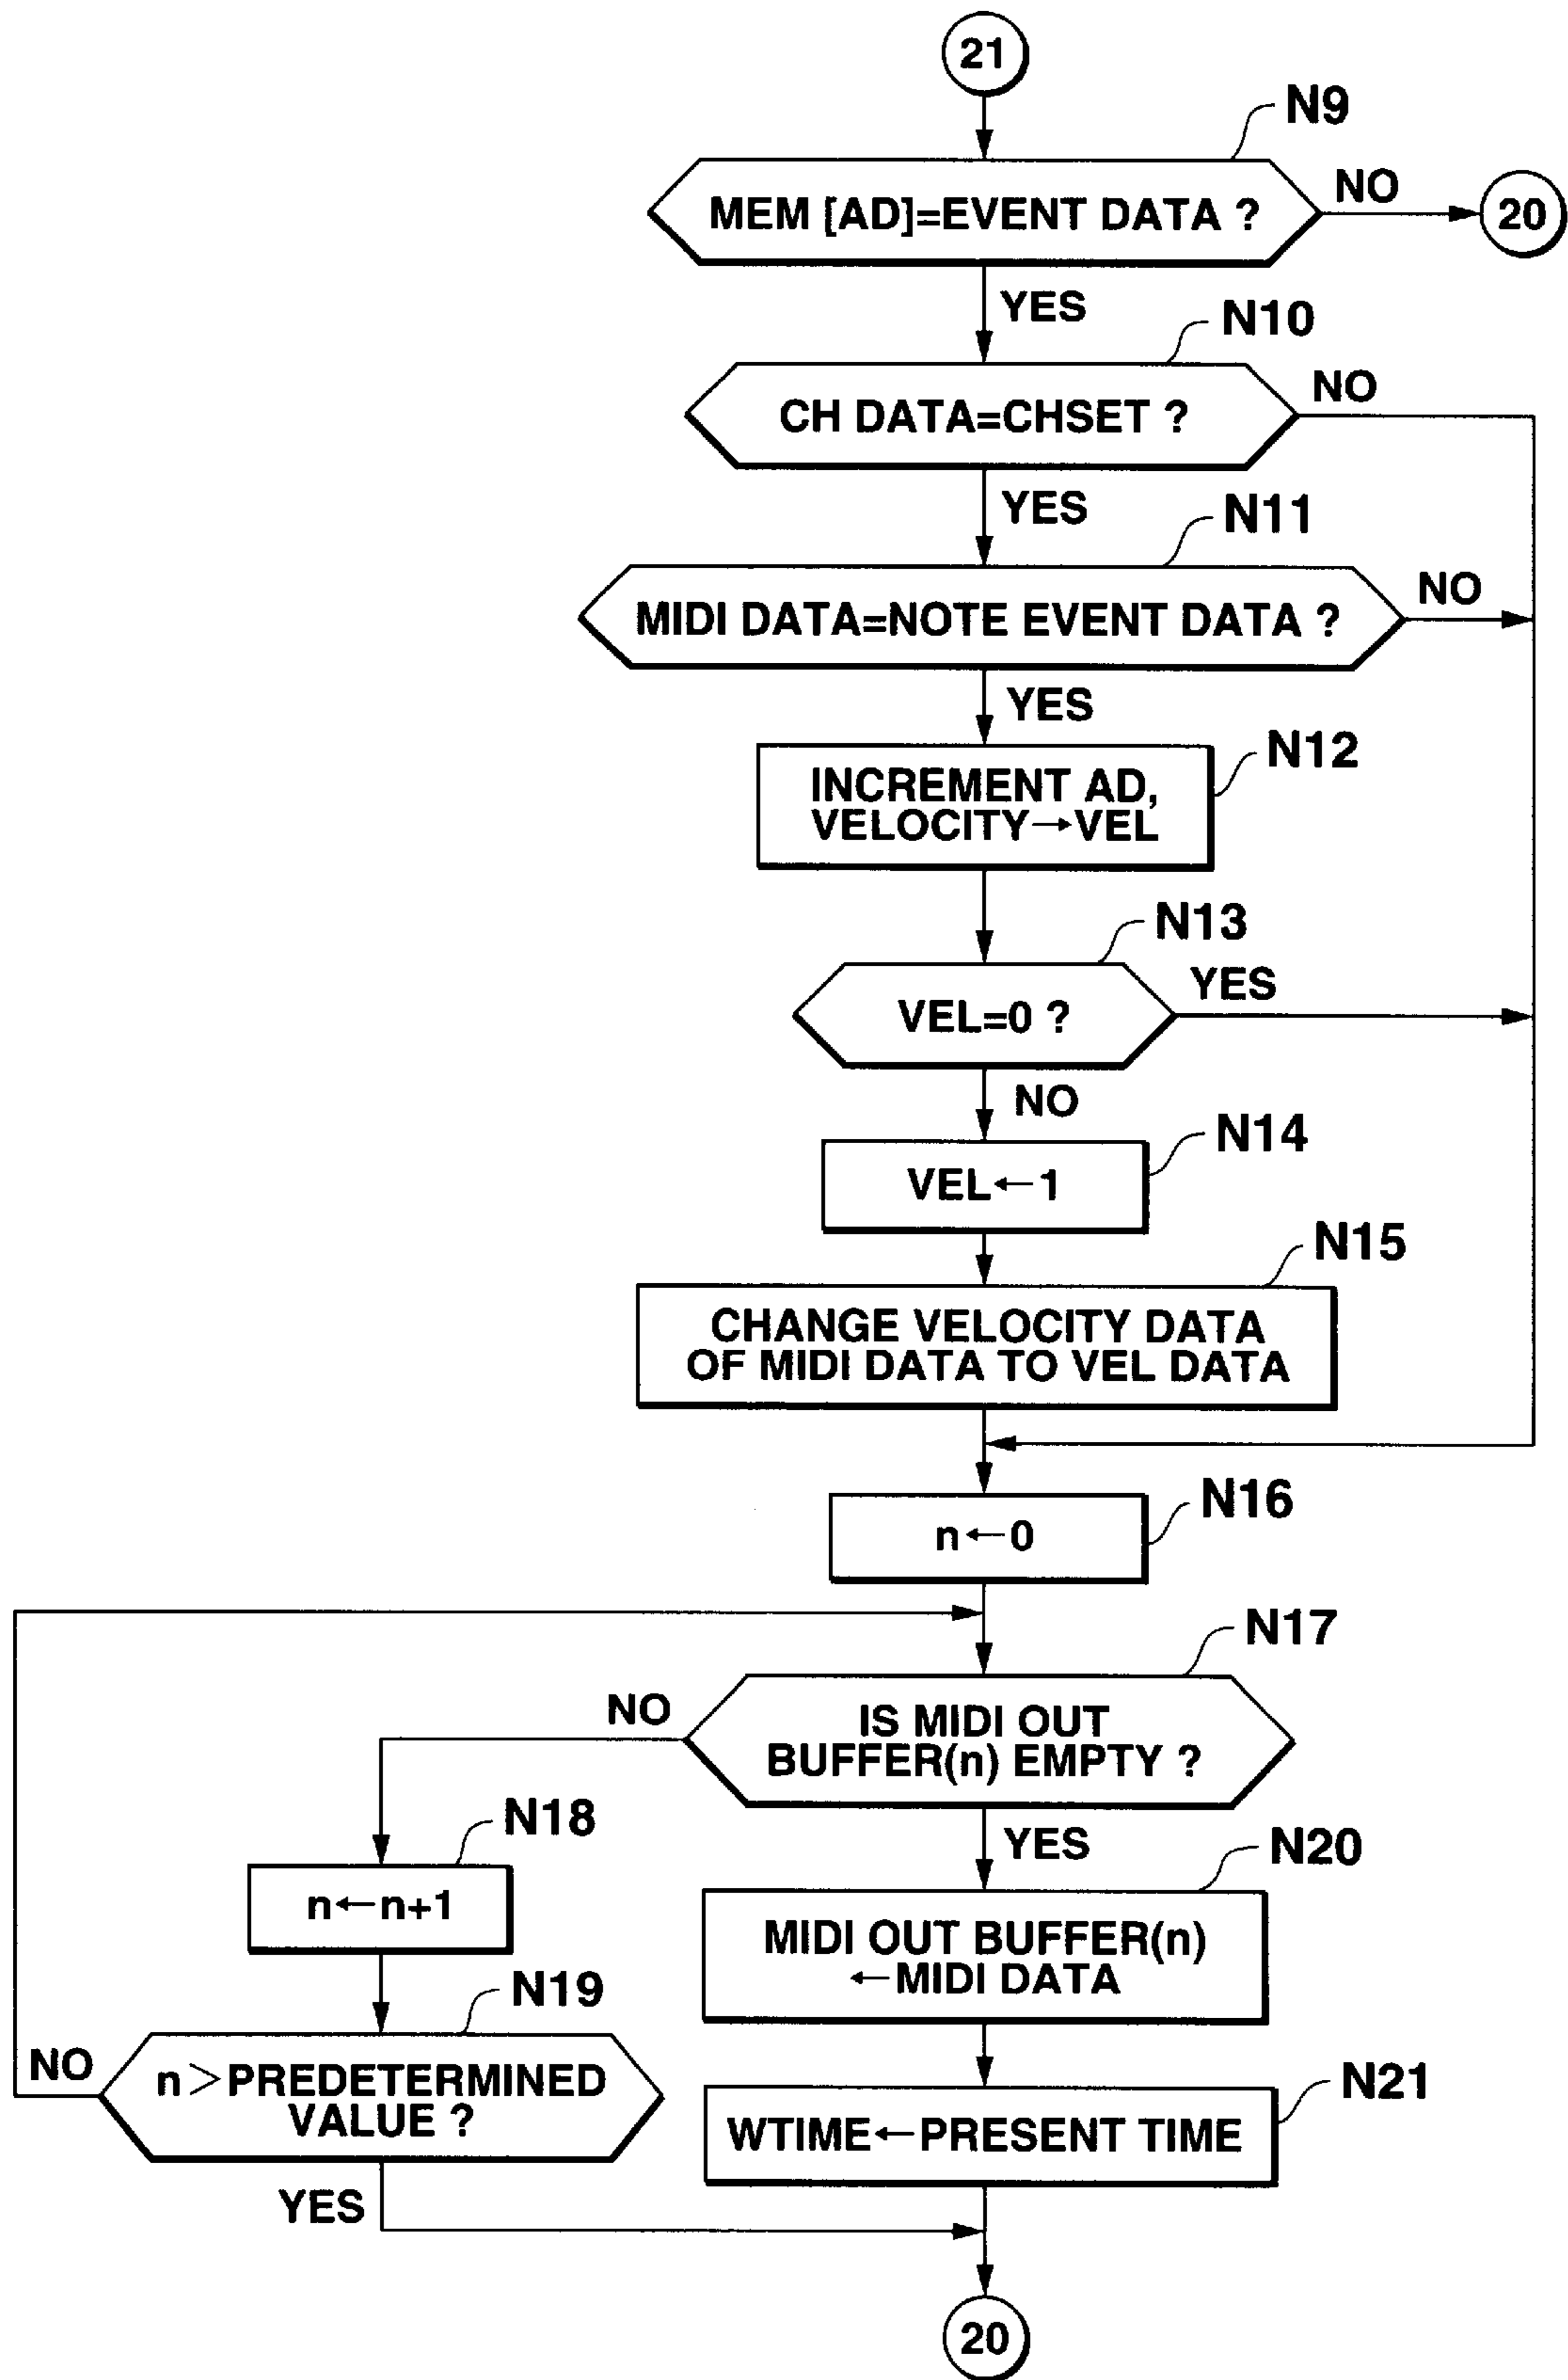 21
N9
MEM [AD]=EVENT DATA ?
NO
20
YES
N10
CH DATA=CHSET ?
NO
YES
N11
MIDI DATA=NOTE EVENT DATA ?
NO
YES
N12
INCREMENT AD,
VELOCITY→VEL
N13
VEL=0 ?
YES
NO
N14
VEL←1
N15
CHANGE VELOCITY DATA
OF MIDI DATA TO VEL DATA
N16
n←0
N17
IS MIDI OUT
BUFFER(n) EMPTY ?
NO
YES
N18
n←n+1
N20
MIDI OUT BUFFER(n)
←MIDI DATA
N19
n>PREDETERMINED
VALUE ?
NO
YES
N21
WTIME←PRESENT TIME
20